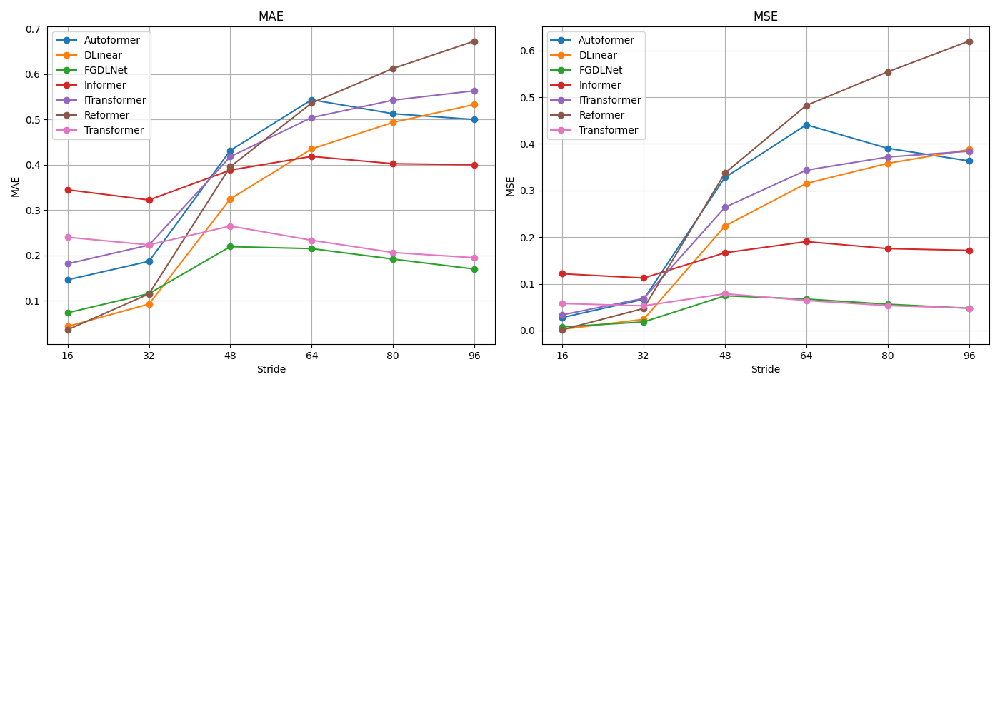 MAE
0.7
0.6
0.5
0.4
0.3
0.2
0.1
MAE
Autoformer
DLinear
FGDLNet
Informer
ITransformer
Reformer
Transformer
16 32 48 64 80 96
Stride
MSE
0.6
0.5
0.4
0.3
0.2
0.1
0.0
MSE
Autoformer
DLinear
FGDLNet
Informer
ITransformer
Reformer
Transformer
16 32 48 64 80 96
Stride